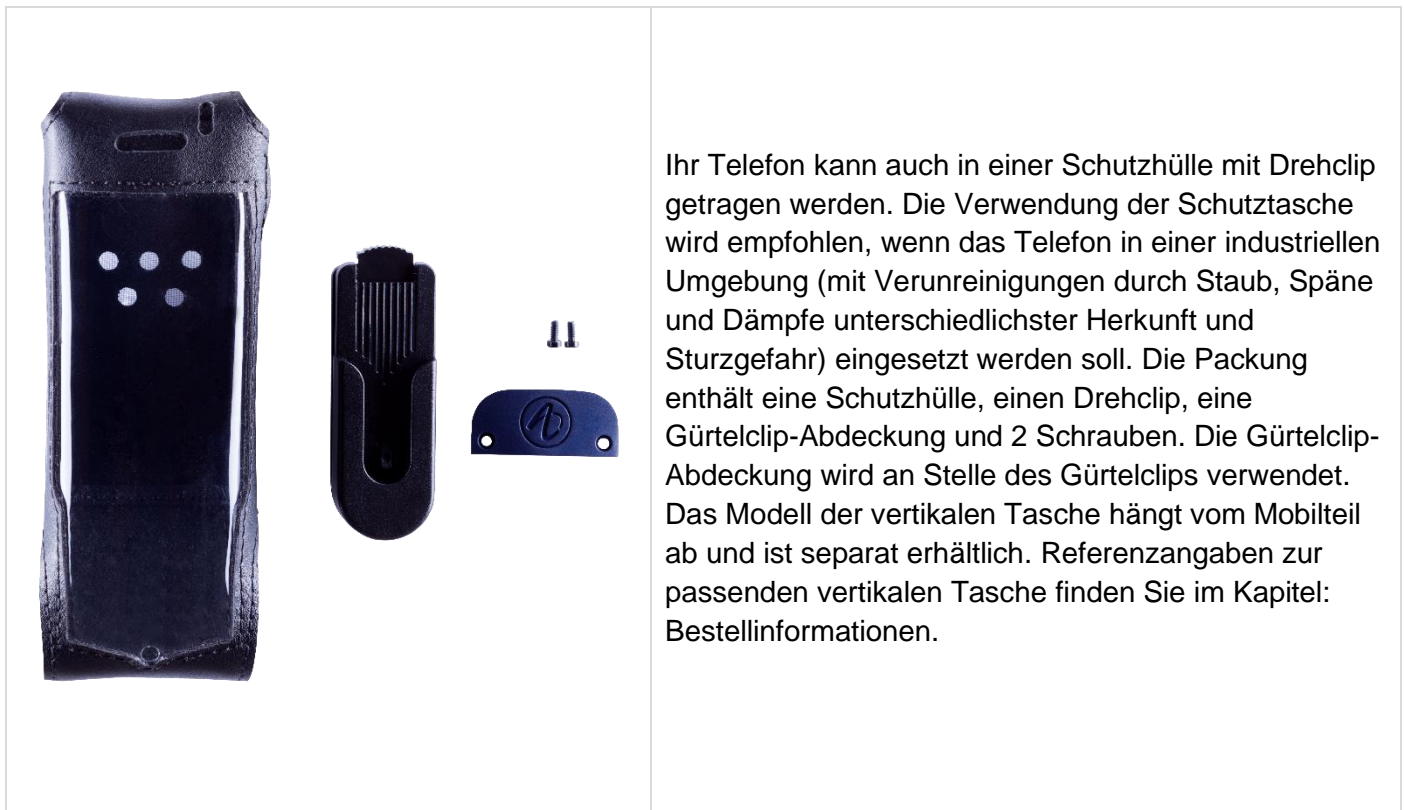 Ihr Telefon kann auch in einer Schutzhülle mit Drehclip
getragen werden. Die Verwendung der Schutztasche
wird empfohlen, wenn das Telefon in einer industriellen
Umgebung (mit Verunreinigungen durch Staub, Späne
und Dämpfe unterschiedlichster Herkunft und
Sturzgefahr) eingesetzt werden soll. Die Packung
enthält eine Schutzhülle, einen Drehclip, eine
Gürtelclip-Abdeckung und 2 Schrauben. Die Gürtelclip-
Abdeckung wird an Stelle des Gürtelclips verwendet.
Das Modell der vertikalen Tasche hängt vom Mobilteil
ab und ist separat erhältlich. Referenzangaben zur
passenden vertikalen Tasche finden Sie im Kapitel:
Bestellinformationen.